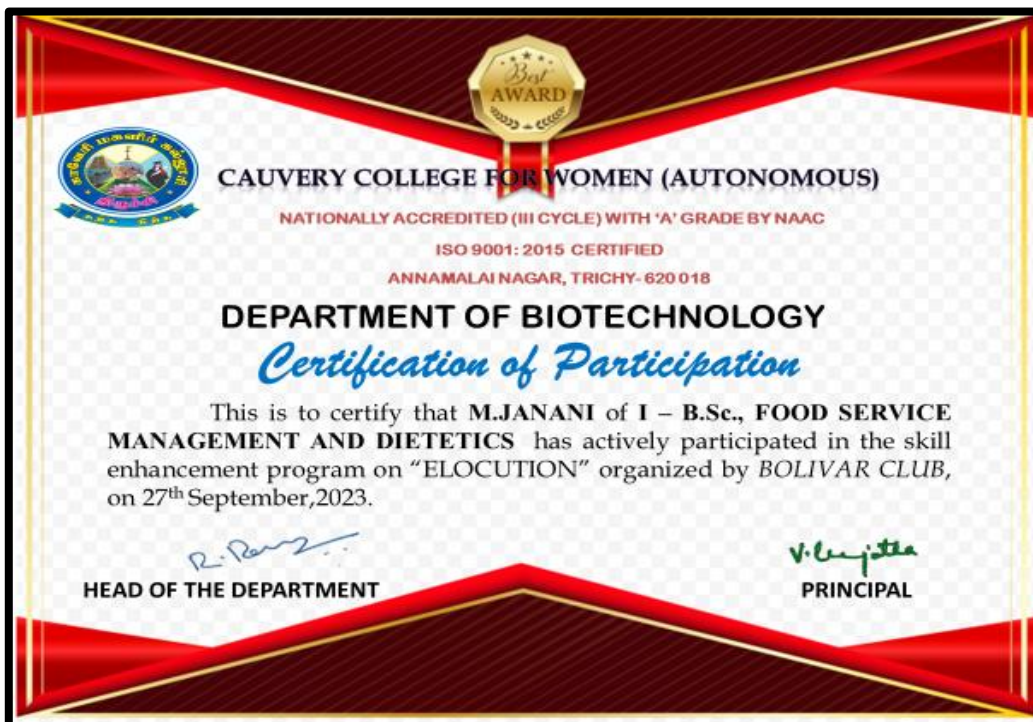 Best
AWARD
காவேரி மகளிர் கல்லூரி
திருச்சி
CAUVERY COLLEGE FOR WOMEN (AUTONOMOUS)
NATIONALLY ACCREDITED (III CYCLE) WITH ‘A’ GRADE BY NAAC
ISO 9001: 2015 CERTIFIED
ANNAMALAI NAGAR, TRICHY- 620 018
DEPARTMENT OF BIOTECHNOLOGY
Certification of Participation
This is to certify that M.JANANI of I – B.Sc., FOOD SERVICE
MANAGEMENT AND DIETETICS has actively participated in the skill
enhancement program on “ELOCUTION” organized by BOLIVAR CLUB,
on 27th September,2023.
HEAD OF THE DEPARTMENT
PRINCIPAL